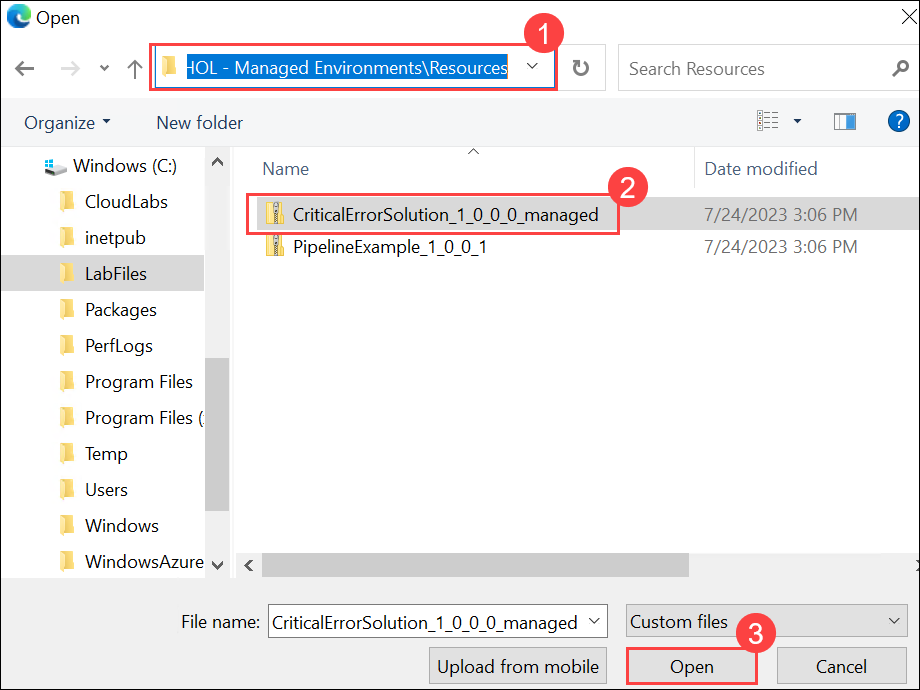 Open
1
HOL - Managed Environments\Resources
Search Resources
Organize
New folder
?
Windows (C:)
CloudLabs
inetpub
LabFiles
Packages
PerfLogs
Program Files
Program Files (
Temp
Users
Windows
WindowsAzure
Name
Date modified
2
CriticalErrorSolution_1_0_0_0_managed
7/24/2023 3:06 PM
PipelineExample_1_0_0_1
7/24/2023 3:06 PM
File name:
CriticalErrorSolution_1_0_0_0_managed
Custom files
3
Upload from mobile
Open
Cancel